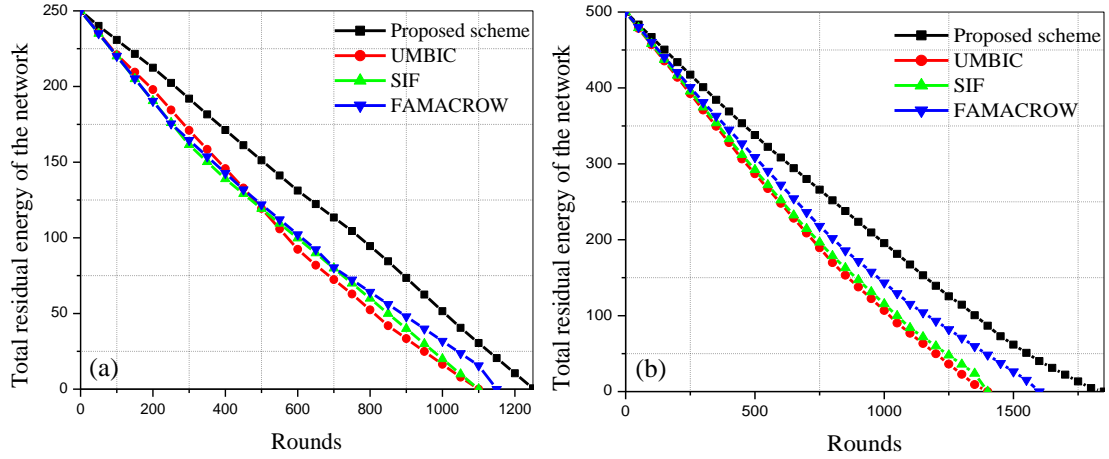 Total residual energy of the network
250
200
150
100
50
0
Proposed scheme
UMBIC
SIF
FAMACROW
(a)
0 200 400 600 800 1000 1200
Rounds
Total residual energy of the network
500
400
300
200
100
0
Proposed scheme
UMBIC
SIF
FAMACROW
(b)
0 500 1000 1500
Rounds